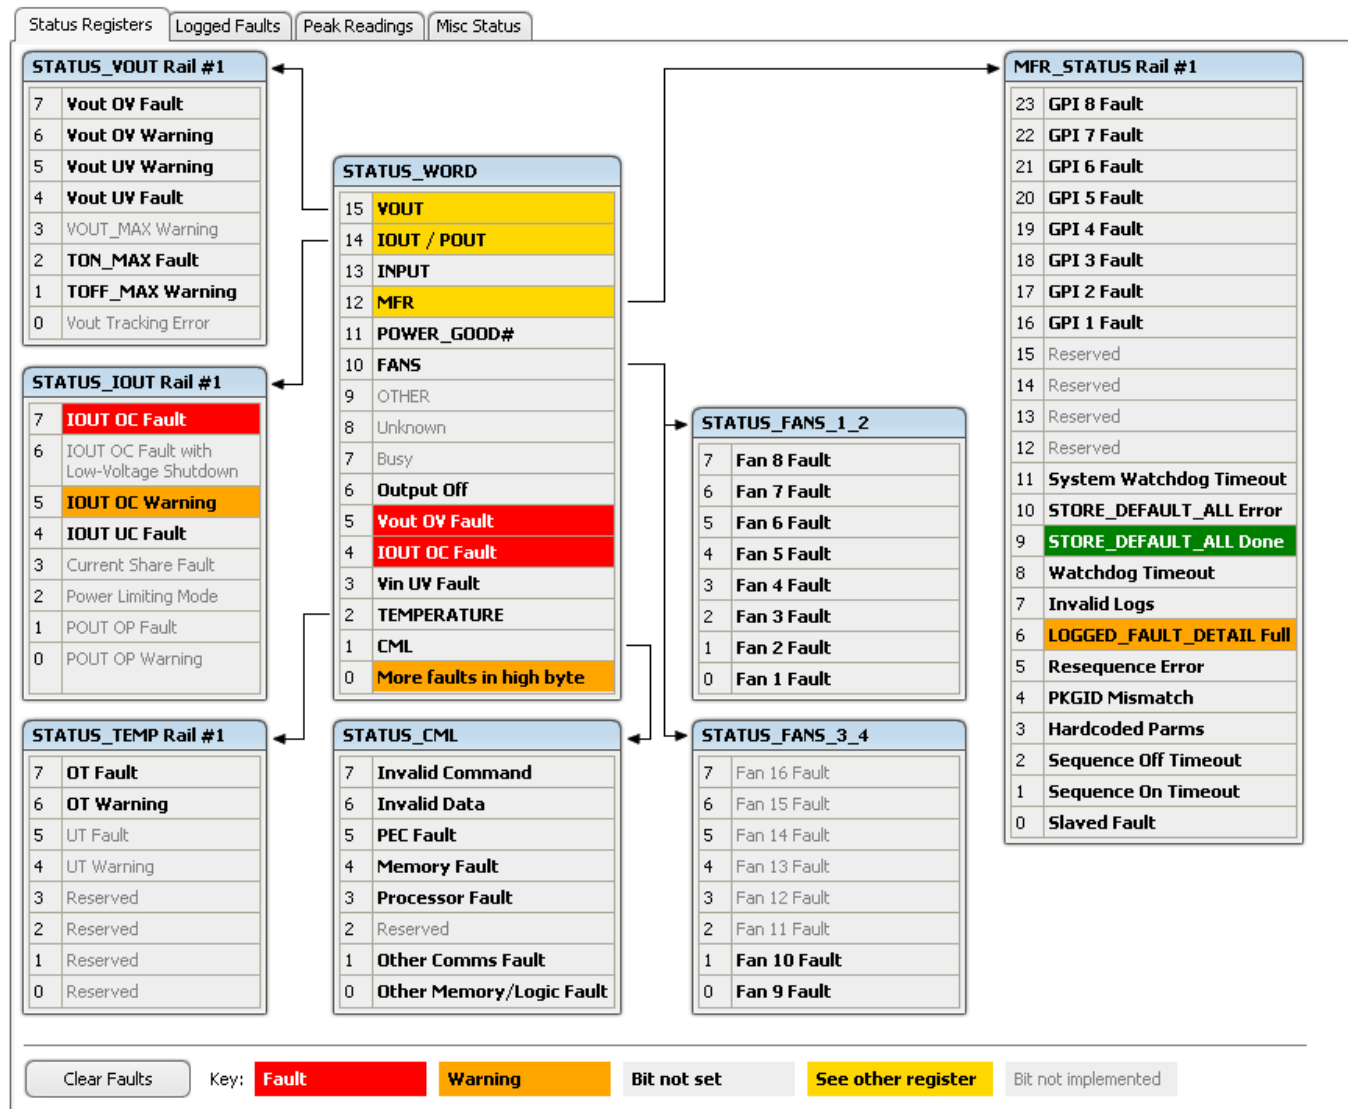 Status Registers
Logged Faults
Peak Readings
Misc Status
STATUS_VOUT Rail #1
7 Vout OV Fault
6 Vout OV Warning
5 Vout UV Warning
4 Vout UV Fault
3 VOUT_MAX Warning
2 TON_MAX Fault
1 TOFF_MAX Warning
0 Vout Tracking Error
STATUS_IOUT Rail #1
7 IOUT OC Fault
6 IOUT OC Fault with
Low-Voltage Shutdown
5 IOUT OC Warning
4 IOUT UC Fault
3 Current Share Fault
2 Power Limiting Mode
1 POUT OP Fault
0 POUT OP Warning
STATUS_TEMP Rail #1
7 OT Fault
6 OT Warning
5 UT Fault
4 UT Warning
3 Reserved
2 Reserved
1 Reserved
0 Reserved
STATUS_WORD
15 VOUT
14 IOUT / POUT
13 INPUT
12 MFR
11 POWER_GOOD#
10 FANS
9 OTHER
8 Unknown
7 Busy
6 Output Off
5 Vout OV Fault
4 IOUT OC Fault
3 Vin UV Fault
2 TEMPERATURE
1 CML
0 More faults in high byte
STATUS_CML
7 Invalid Command
6 Invalid Data
5 PEC Fault
4 Memory Fault
3 Processor Fault
2 Reserved
1 Other Comms Fault
0 Other Memory/Logic Fault
STATUS_FANS_1_2
7 Fan 8 Fault
6 Fan 7 Fault
5 Fan 6 Fault
4 Fan 5 Fault
3 Fan 4 Fault
2 Fan 3 Fault
1 Fan 2 Fault
0 Fan 1 Fault
STATUS_FANS_3_4
7 Fan 16 Fault
6 Fan 15 Fault
5 Fan 14 Fault
4 Fan 13 Fault
3 Fan 12 Fault
2 Fan 11 Fault
1 Fan 10 Fault
0 Fan 9 Fault
MFR_STATUS Rail #1
23 GPI 8 Fault
22 GPI 7 Fault
21 GPI 6 Fault
20 GPI 5 Fault
19 GPI 4 Fault
18 GPI 3 Fault
17 GPI 2 Fault
16 GPI 1 Fault
15 Reserved
14 Reserved
13 Reserved
12 Reserved
11 System Watchdog Timeout
10 STORE_DEFAULT_ALL Error
9 STORE_DEFAULT_ALL Done
8 Watchdog Timeout
7 Invalid Logs
6 LOGGED_FAULT_DETAIL Full
5 Resequence Error
4 PKGID Mismatch
3 Hardcoded Parms
2 Sequence Off Timeout
1 Sequence On Timeout
0 Slaved Fault
Clear Faults
Key:
Fault
Warning
Bit not set
See other register
Bit not implemented